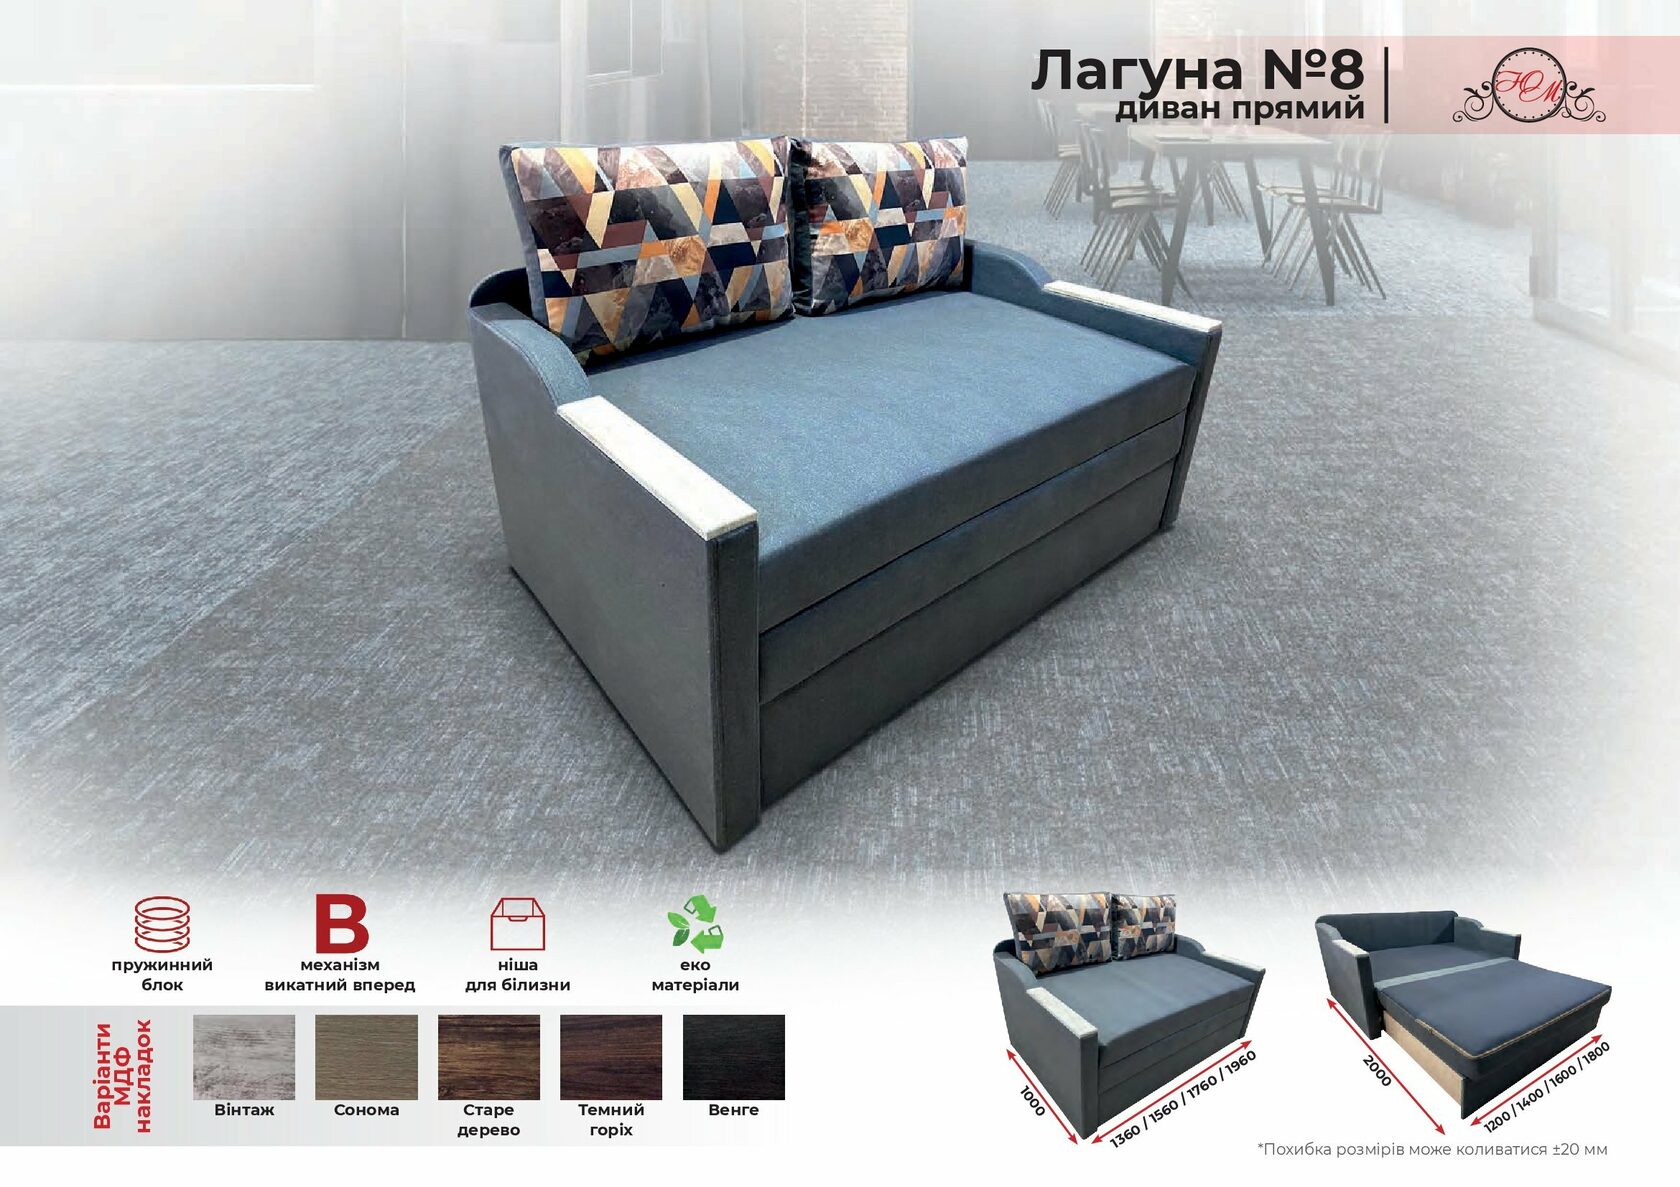 Лагуна №8
диван прямий
ЮМ
пружинний
блок
В
механізм
викатний вперед
ніша
для білизни
еко
матеріали
Варіанти
МДФ
накладок
Вінтаж
Сонома
Старе
дерево
Темний
горіх
Венге
1000
1360 / 1560 / 1760 / 1960
2000
1200 / 1400 / 1600 / 1800
*Похибка розмірів може коливатися ±20 мм